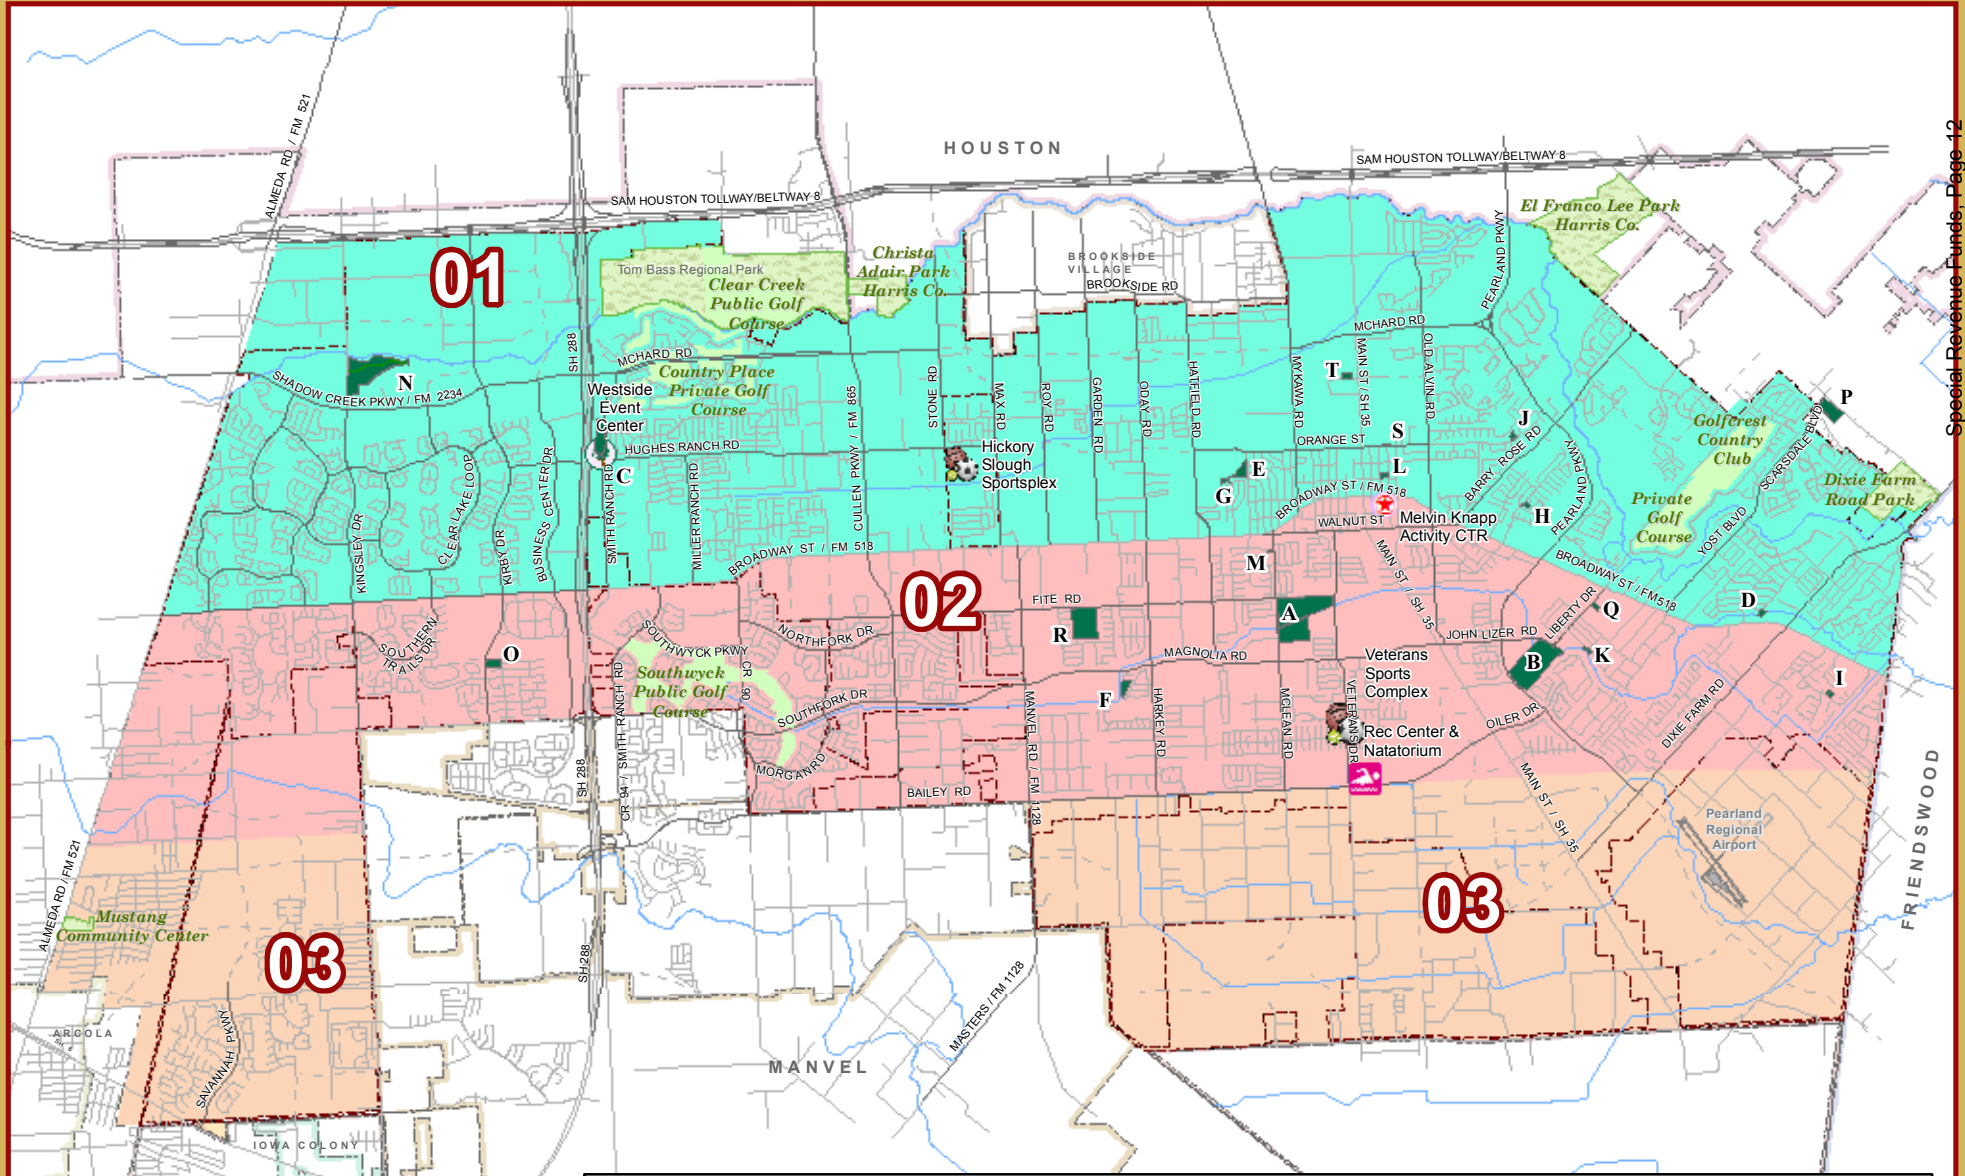 HOUSTON
SAM HOUSTON TOLLWAY/BELTWAY 8
SAM HOUSTON TOLLWAY/BELTWAY 8
Special Revenue Funds, Page 12
ALMEDA RD / FM 521
01
Tom Bass Regional Park
Clear Creek
Public Golf
Course
Christa
Adair Park
Harris Co.
BROOKSIDE
VILLAGE
BROOKSIDE RD
El Franco Lee Park
Harris Co.
PEARLAND PKWY
SH 288
MCHARD RD
MCHARD RD
Country Place
Private Golf
Course
N
SHADOW CREEK PKWY / FM 2234
Westside
Event
Center
C
HUGHES RANCH RD
CULLEN PKWY / FM 865
STONE RD
MAX RD
ROY RD
GARDEN RD
ODAY RD
HATFIELD RD
MYKAWA RD
T
MAIN ST / SH 35
OLD ALVIN RD
ORANGE ST
S
J
BARRY ROSE RD
PEARLAND PKWY
P
Golfcrest
Country
Club
SCARSDALE BLVD
Dixie Farm
Road Park
Private
Golf
Course
YOST BLVD
Hickory
Slough
Sportsplex
E
G
L
H
BROADWAY ST / FM 518
WALNUT ST
Melvin Knapp
Activity CTR
KINGSLEY DR
CLEAR LAKE LOOP
KIRBY DR
BUSINESS CENTER DR
SMITH RANCH RD
MILLER RANCH RD
BROADWAY ST / FM 518
BROADWAY ST / FM 518
02
M
MAIN ST / SH 35
FITE RD
R
A
D
Q
LIBERTY DR
JOHN LIZER RD
B
K
I
SOUTHERN
TRAILS DR
O
SOUTHWYCK PKWY
NORTHFORK DR
CR 90
Southwyck
Public Golf
Course
SOUTHFORK DR
MORGAN RD
MAGNOLIA RD
F
MANVEL RD / FM 1128
HARKEY RD
MCLEAN RD
VETERANS DR
Veterans
Sports
Complex
Rec Center &
Natatorium
OILER DR
DIXIE FARM RD
MAIN ST / SH 35
BAILEY RD
SH 288
CR 94 / SMITH RANCH RD
Pearland
Regional
Airport
FRIENDSWOOD
03
03
ALMEDA RD / FM 521
Mustang
Community Center
SH 288
MASTERS / FM 1128
MANVEL
ARCOLA
SAVANNAH PKWY
IOWA COLONY